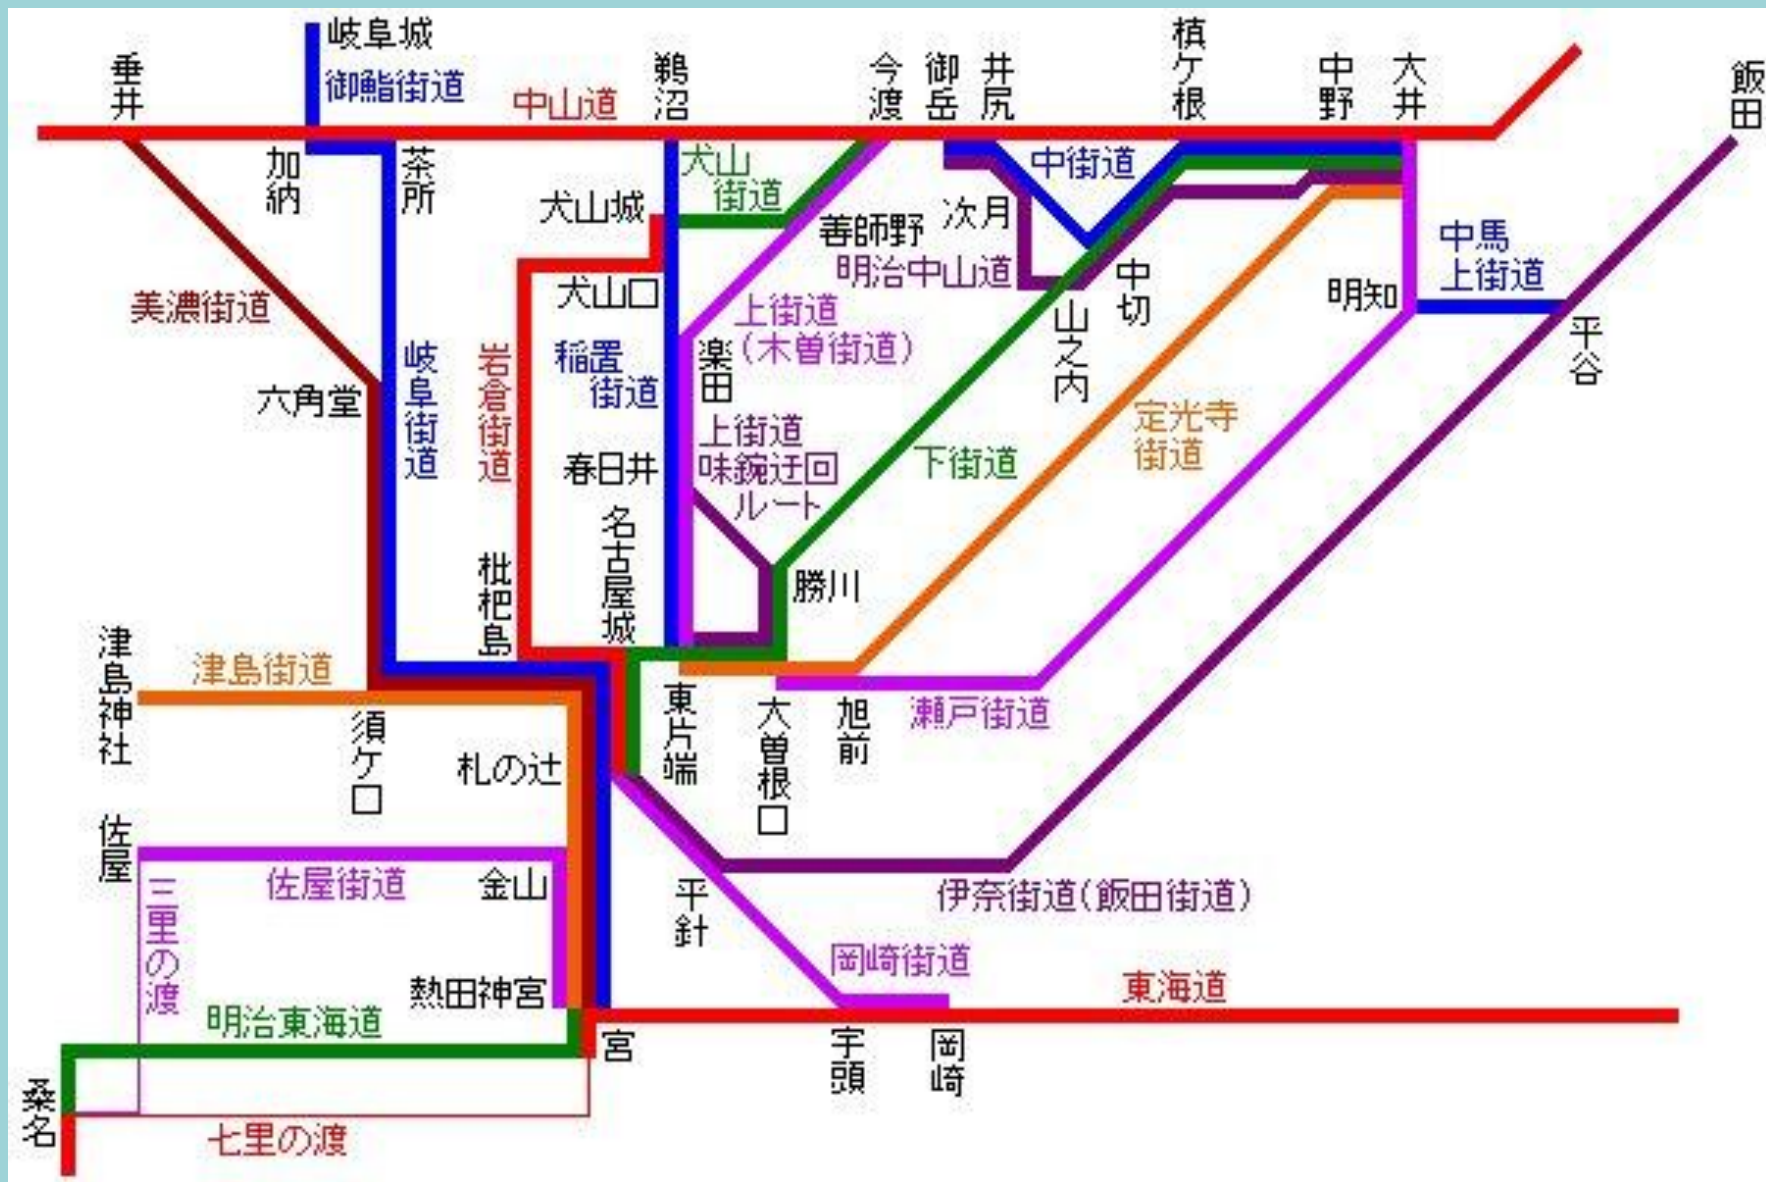 岐阜城
御鮨街道
中山道
垂井
鵜沼
今渡
御岳
井尻
槙ケ根
中野
大井
飯田
加納
茶所
犬山
街道
犬山城
善師野
次月
中街道
明治中山道
中馬
上街道
犬山口
中切
明知
美濃街道
上街道
(木曽街道)
山之内
平谷
六角堂
岐阜街道
岩倉街道
稲置
街道
楽田
定光寺
街道
上街道
味鋺迂回
ルート
下街道
春日井
名古屋城
枇杷島
勝川
津島神社
津島街道
須ケ口
札の辻
東片端
大曽根口
旭前
瀬戸街道
佐屋
佐屋街道
金山
三里の渡
平針
伊奈街道(飯田街道)
岡崎街道
東海道
熱田神宮
明治東海道
宮
宇頭
岡崎
桑名
七里の渡